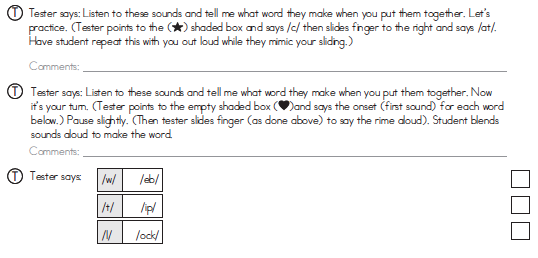 T Tester says: Listen to these sounds and tell me what word they make when you put them together. Let's
practice. (Tester points to the (★) shaded box and says /c/ then slides finger to the right and says /at/.
Have student repeat this with you out loud while they mimic your sliding.)
Comments:
T Tester says: Listen to these sounds and tell me what word they make when you put them together. Now
it's your turn. (Tester points to the empty shaded box (♥)and says the onset (first sound) for each word
below.) Pause slightly. (Then tester slides finger (as done above) to say the rime aloud). Student blends
sounds aloud to make the word.
Comments:
T Tester says: /w/ /eb/
/t/ /ip/
/l/ /ock/